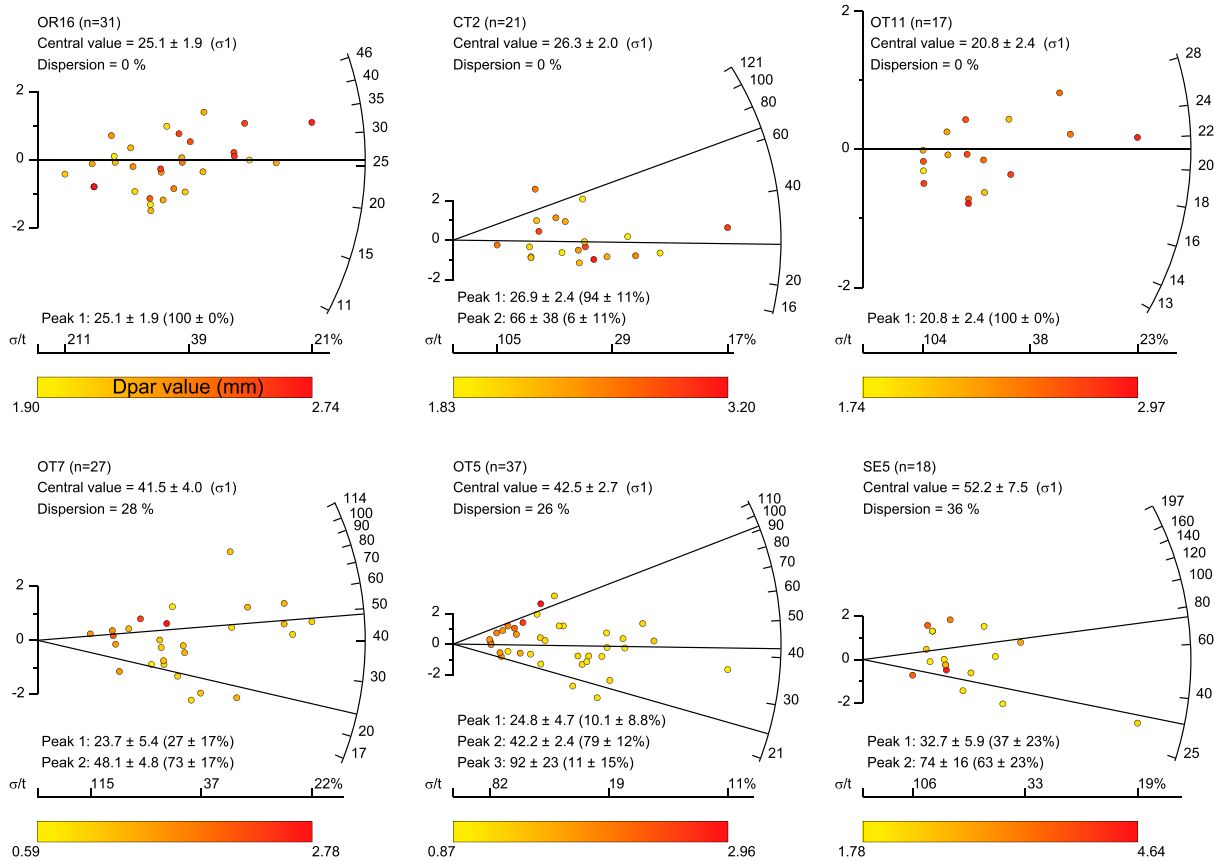 OR16 (n=31)
Central value = 25.1 ± 1.9 (σ1)
Dispersion = 0 %
2
0
-2
46
40
35
30
25
20
15
11
Peak 1: 25.1 ± 1.9 (100 ± 0%)
σ/t 211 39 21%
Dpar value (mm)
1.90 2.74
CT2 (n=21)
Central value = 26.3 ± 2.0 (σ1)
Dispersion = 0 %
2
0
-2
121
100
80
60
40
20
16
Peak 1: 26.9 ± 2.4 (94 ± 11%)
Peak 2: 66 ± 38 (6 ± 11%)
σ/t 105 29 17%
1.83 3.20
OT11 (n=17)
Central value = 20.8 ± 2.4 (σ1)
Dispersion = 0 %
2
0
-2
28
24
22
20
18
16
14
13
Peak 1: 20.8 ± 2.4 (100 ± 0%)
σ/t 104 38 23%
1.74 2.97
OT7 (n=27)
Central value = 41.5 ± 4.0 (σ1)
Dispersion = 28 %
2
0
-2
114
100
90
80
70
60
50
40
30
20
17
Peak 1: 23.7 ± 5.4 (27 ± 17%)
Peak 2: 48.1 ± 4.8 (73 ± 17%)
σ/t 115 37 22%
0.59 2.78
OT5 (n=37)
Central value = 42.5 ± 2.7 (σ1)
Dispersion = 26 %
2
0
-2
110
100
90
80
70
60
50
40
30
21
Peak 1: 24.8 ± 4.7 (10.1 ± 8.8%)
Peak 2: 42.2 ± 2.4 (79 ± 12%)
Peak 3: 92 ± 23 (11 ± 15%)
σ/t 82 19 11%
0.87 2.96
SE5 (n=18)
Central value = 52.2 ± 7.5 (σ1)
Dispersion = 36 %
2
0
-2
197
160
140
120
100
80
60
40
25
Peak 1: 32.7 ± 5.9 (37 ± 23%)
Peak 2: 74 ± 16 (63 ± 23%)
σ/t 106 33 19%
1.78 4.64